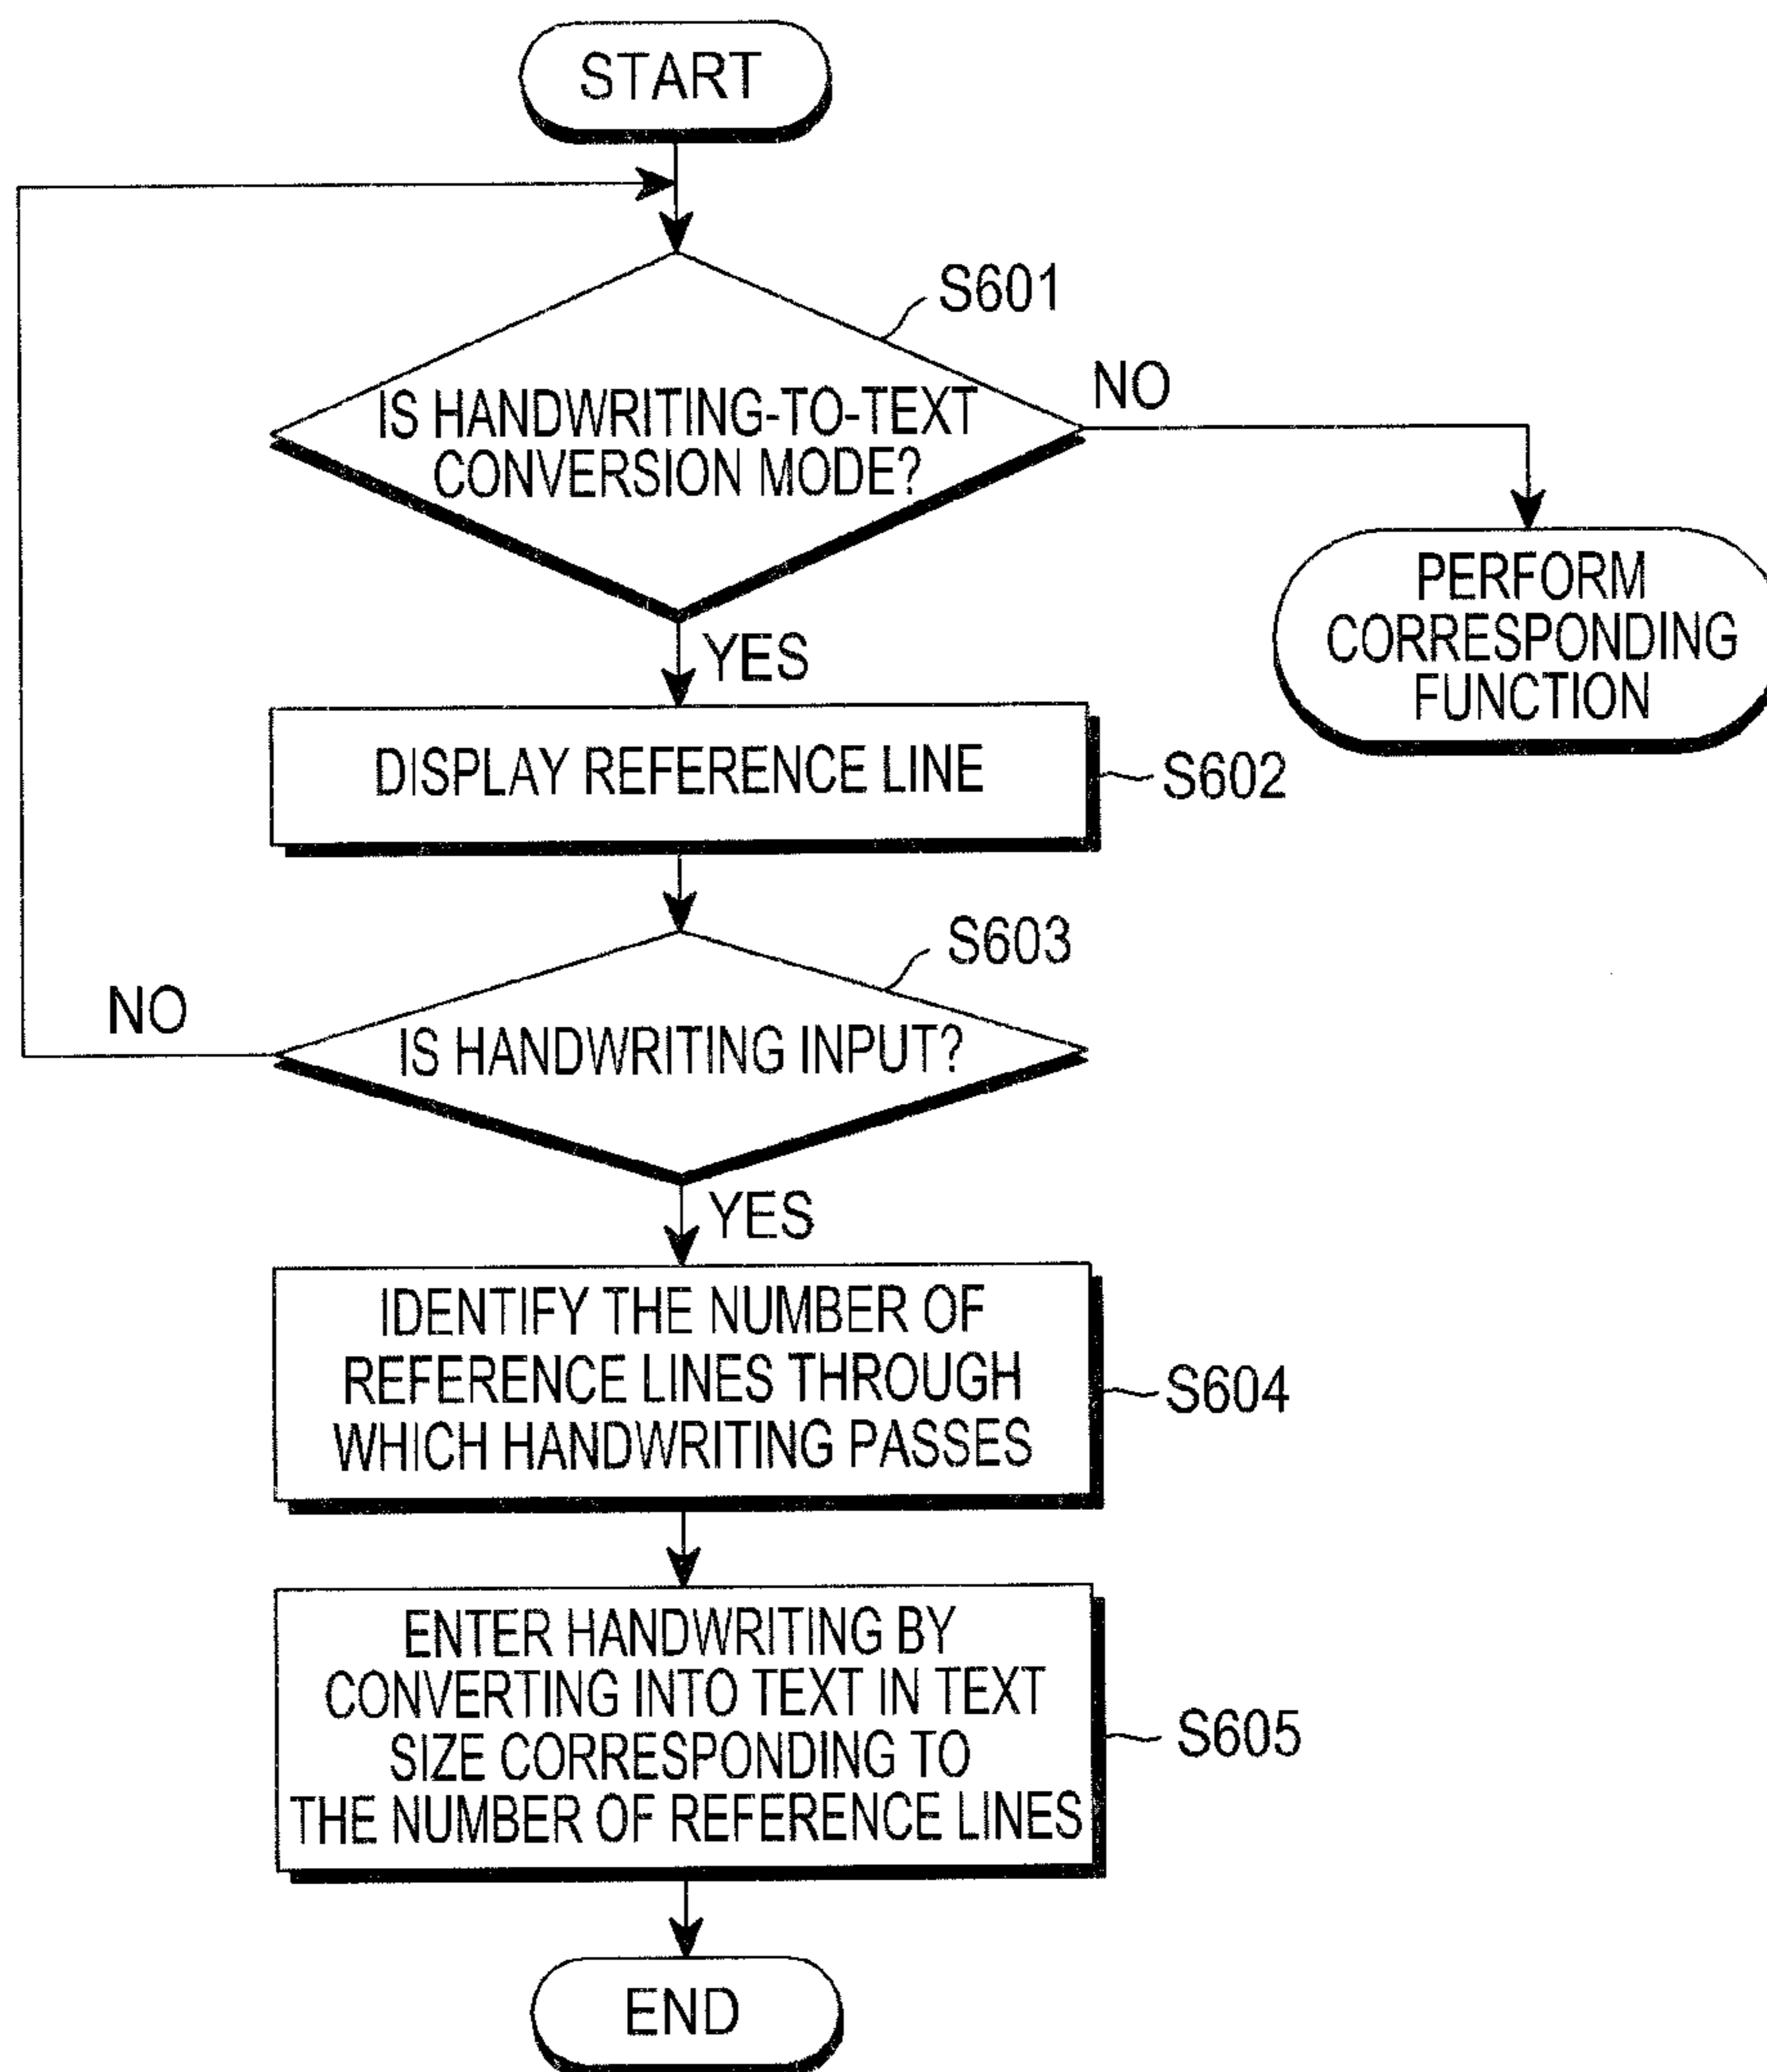 START
S601
IS HANDWRITING-TO-TEXT
CONVERSION MODE?
NO
YES
PERFORM
CORRESPONDING
FUNCTION
DISPLAY REFERENCE LINE
S602
S603
IS HANDWRITING INPUT?
NO
YES
IDENTIFY THE NUMBER OF
REFERENCE LINES THROUGH
WHICH HANDWRITING PASSES
S604
ENTER HANDWRITING BY
CONVERTING INTO TEXT IN TEXT
SIZE CORRESPONDING TO
THE NUMBER OF REFERENCE LINES
S605
END